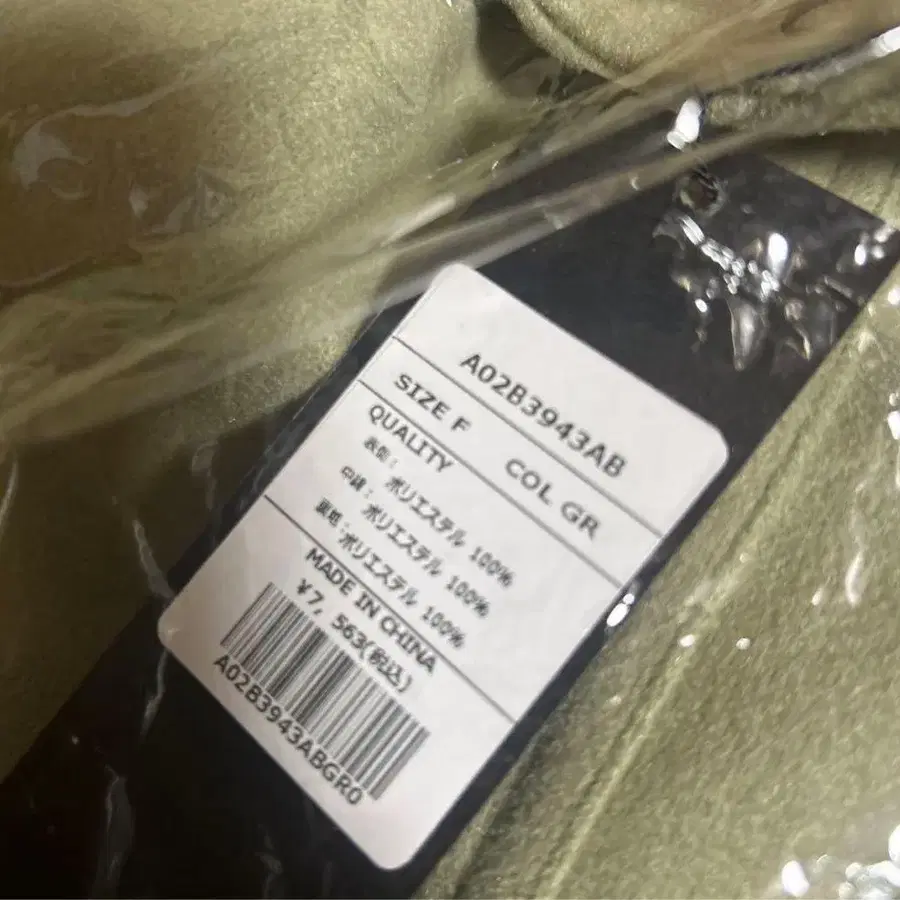 A02B3943AB
SIZE F COL GR
QUALITY
表地: ポリエステル 100%
中綿: ポリエステル 100%
裏地: ポリエステル 100%
MADE IN CHINA
¥7, 563(税込)
A02B3943ABGR0